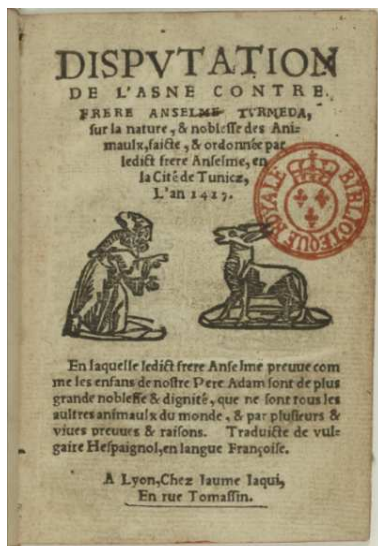 DISPVTATION
DE L'ASNE CONTRE
FRERE ANSELME TVRMEDA,
sur la nature, & noblesse des Ani-
maulx, faicte, & ordonnée par
ledict frere Anselme, en
la Cité de Tunicz,
L'an 1417.
BIBLIOTEQUE ROYALE
En laquelle ledict frere Anselme preuue com
me les enfans de nostre Pere Adam sont de plus
grande noblesse & dignité, que ne sont tous les
aultres animaulx du monde, & par plusieurs &
viues preuues & raisons. Traduicte de vul-
gaire Hespaignol, en langue Françoise.
A Lyon, Chez Iaume Iaqui,
En rue Tomassin.